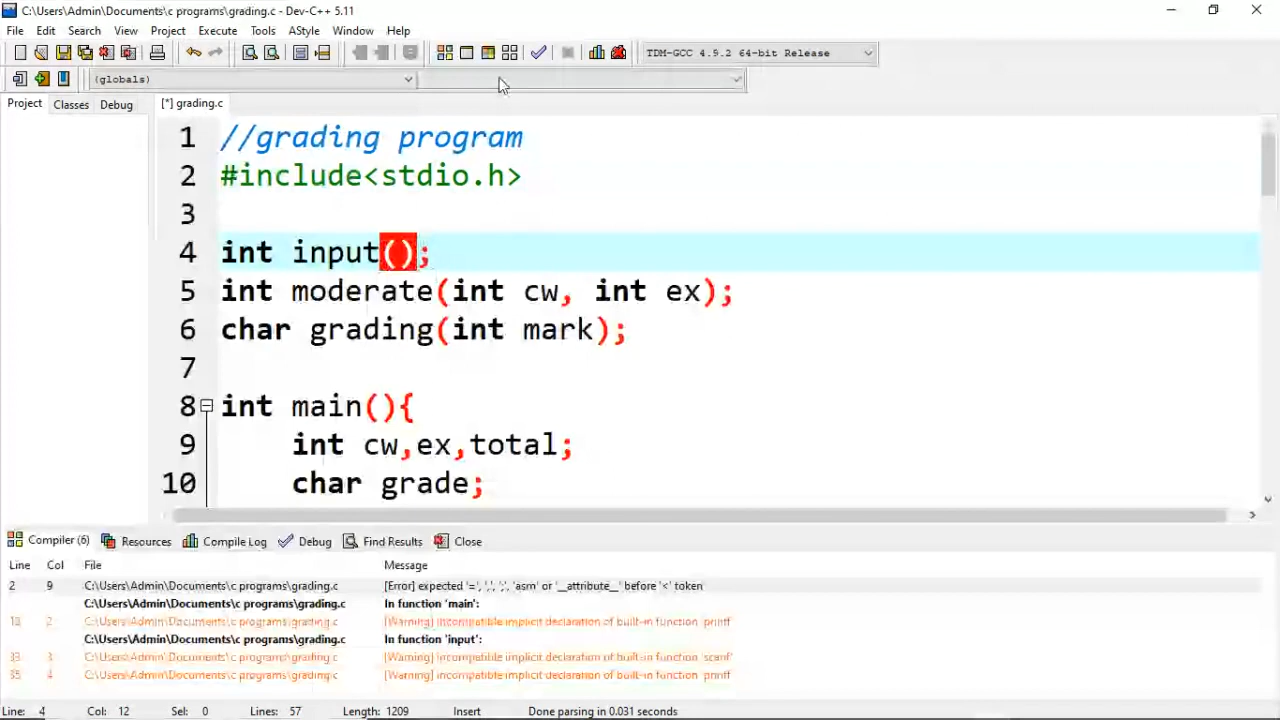 C:\Users\Admin\Documents\c programs\grading.c - Dev-C++ 5.11
File Edit Search View Project Execute Tools AStyle Window Help
TDM-GCC 4.9.2 64-bit Release
(globals)
Project Classes Debug [*] grading.c
1 //grading program
2 #include<stdio.h>
3
4 int input();
5 int moderate(int cw, int ex);
6 char grading(int mark);
7
8 int main(){
9 int cw,ex,total;
10 char grade;
Compiler (6) Resources Compile Log Debug Find Results Close
Line Col File Message
2 9 C:\Users\Admin\Documents\c programs\grading.c [Error] expected '=', ',', ';', 'asm' or '__attribute__' before '<' token
C:\Users\Admin\Documents\c programs\grading.c In function 'main':
2 C:\Users\Admin\Documents\c programs\grading.c [Warning] incompatible implicit declaration of built-in function 'printf'
C:\Users\Admin\Documents\c programs\grading.c In function 'input':
3 C:\Users\Admin\Documents\c programs\grading.c [Warning] incompatible implicit declaration of built-in function 'scanf'
4 C:\Users\Admin\Documents\c programs\grading.c [Warning] incompatible implicit declaration of built-in function 'printf'
Line: 4 Col: 12 Sel: 0 Lines: 57 Length: 1209 Insert Done parsing in 0.031 seconds